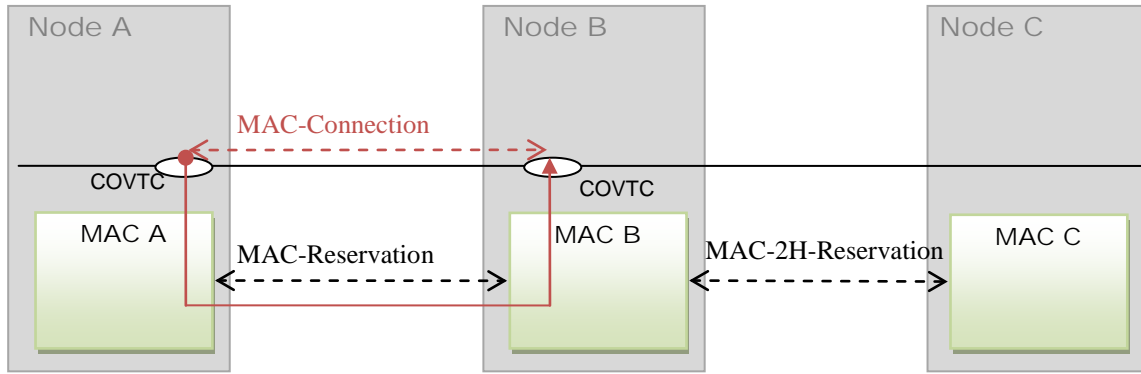 Node A
Node B
Node C
MAC-Connection
COVTC
COVTC
MAC A
MAC B
MAC C
MAC-Reservation
MAC-2H-Reservation